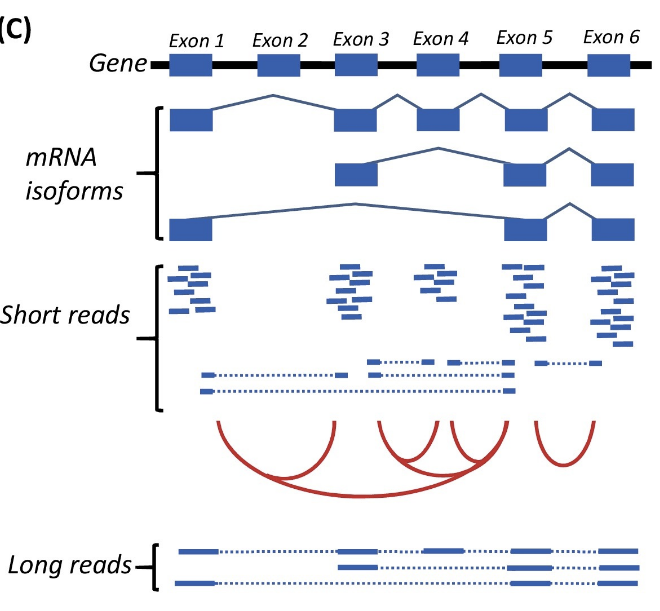 (C)
Exon 1 Exon 2 Exon 3 Exon 4 Exon 5 Exon 6
Gene
mRNA
isoforms
Short reads
Long reads